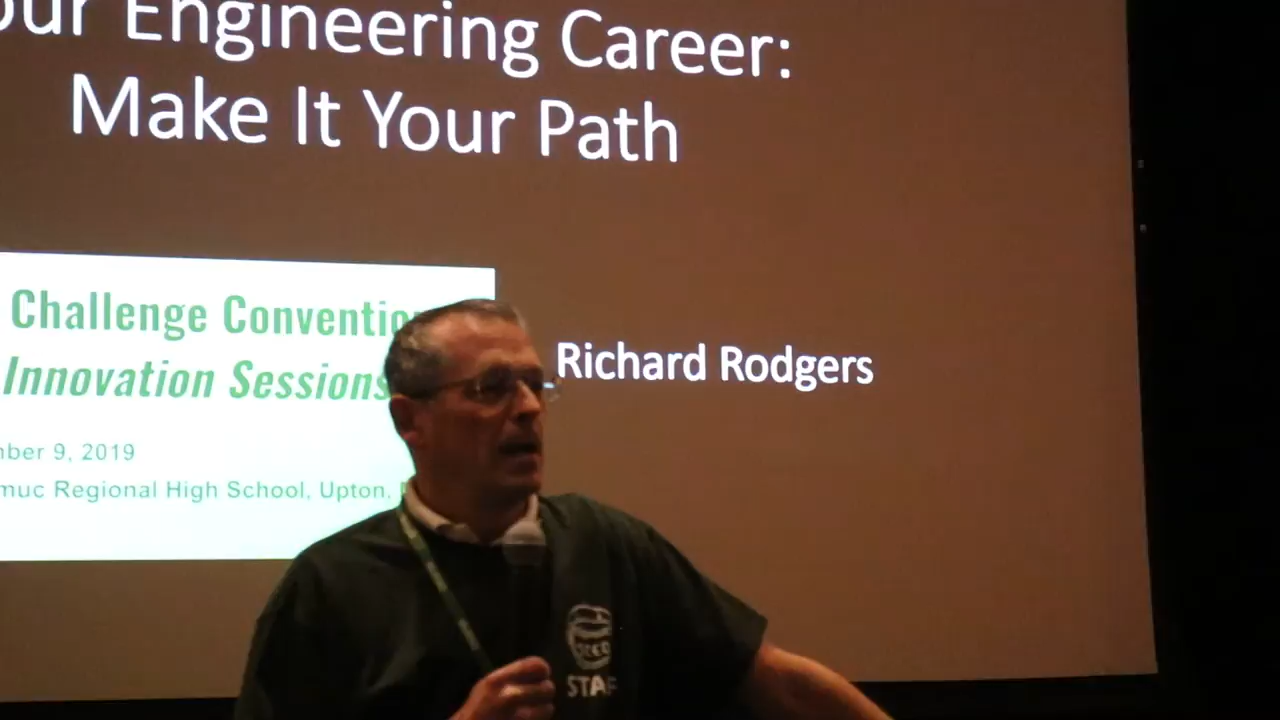 our Engineering Career:
Make It Your Path
Challenge Convention
Innovation Sessions
Richard Rodgers
mber 9, 2019
muc Regional High School, Upton,
STAF